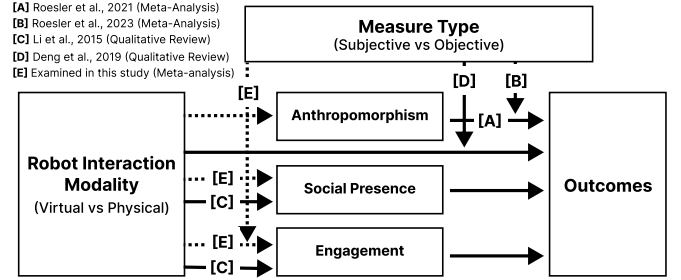 [A] Roesler et al., 2021 (Meta-Analysis)
[B] Roesler et al., 2023 (Meta-Analysis)
[C] Li et al., 2015 (Qualitative Review)
[D] Deng et al., 2019 (Qualitative Review)
[E] Examined in this study (Meta-analysis)
Measure Type
(Subjective vs Objective)
[E]
[D]
[B]
Anthropomorphism
[A]
Robot Interaction
Modality
(Virtual vs Physical)
[E]
[C]
Social Presence
Outcomes
[E]
[C]
Engagement